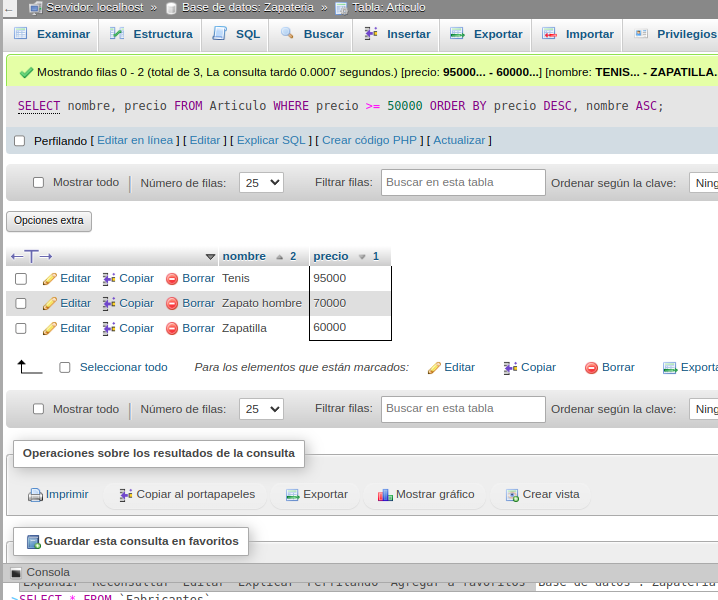 Servidor: localhost » Base de datos: Zapateria » Tabla: Articulo
Examinar Estructura SQL Buscar Insertar Exportar Importar Privilegios
Mostrando filas 0 - 2 (total de 3, La consulta tardó 0.0007 segundos.) [precio: 95000... - 60000...] [nombre: TENIS... - ZAPATILLA.
SELECT nombre, precio FROM Articulo WHERE precio >= 50000 ORDER BY precio DESC, nombre ASC;
Perfilando [ Editar en línea ] [ Editar ] [ Explicar SQL ] [ Crear código PHP ] [ Actualizar ]
Mostrar todo Número de filas: 25 Filtrar filas: Buscar en esta tabla Ordenar según la clave: Ning
Opciones extra
nombre 2 precio 1
Editar Copiar Borrar Tenis 95000
Editar Copiar Borrar Zapato hombre 70000
Editar Copiar Borrar Zapatilla 60000
Seleccionar todo Para los elementos que están marcados: Editar Copiar Borrar Exporta
Mostrar todo Número de filas: 25 Filtrar filas: Buscar en esta tabla Ordenar según la clave: Ning
Operaciones sobre los resultados de la consulta
Imprimir Copiar al portapapeles Exportar Mostrar gráfico Crear vista
Guardar esta consulta en favoritos
Consola
Expandir Reconsultar Editar Explicar Perfilando Agregar a favoritos Base de datos : Zapateria
>SELECT * FROM `Fabricantes`